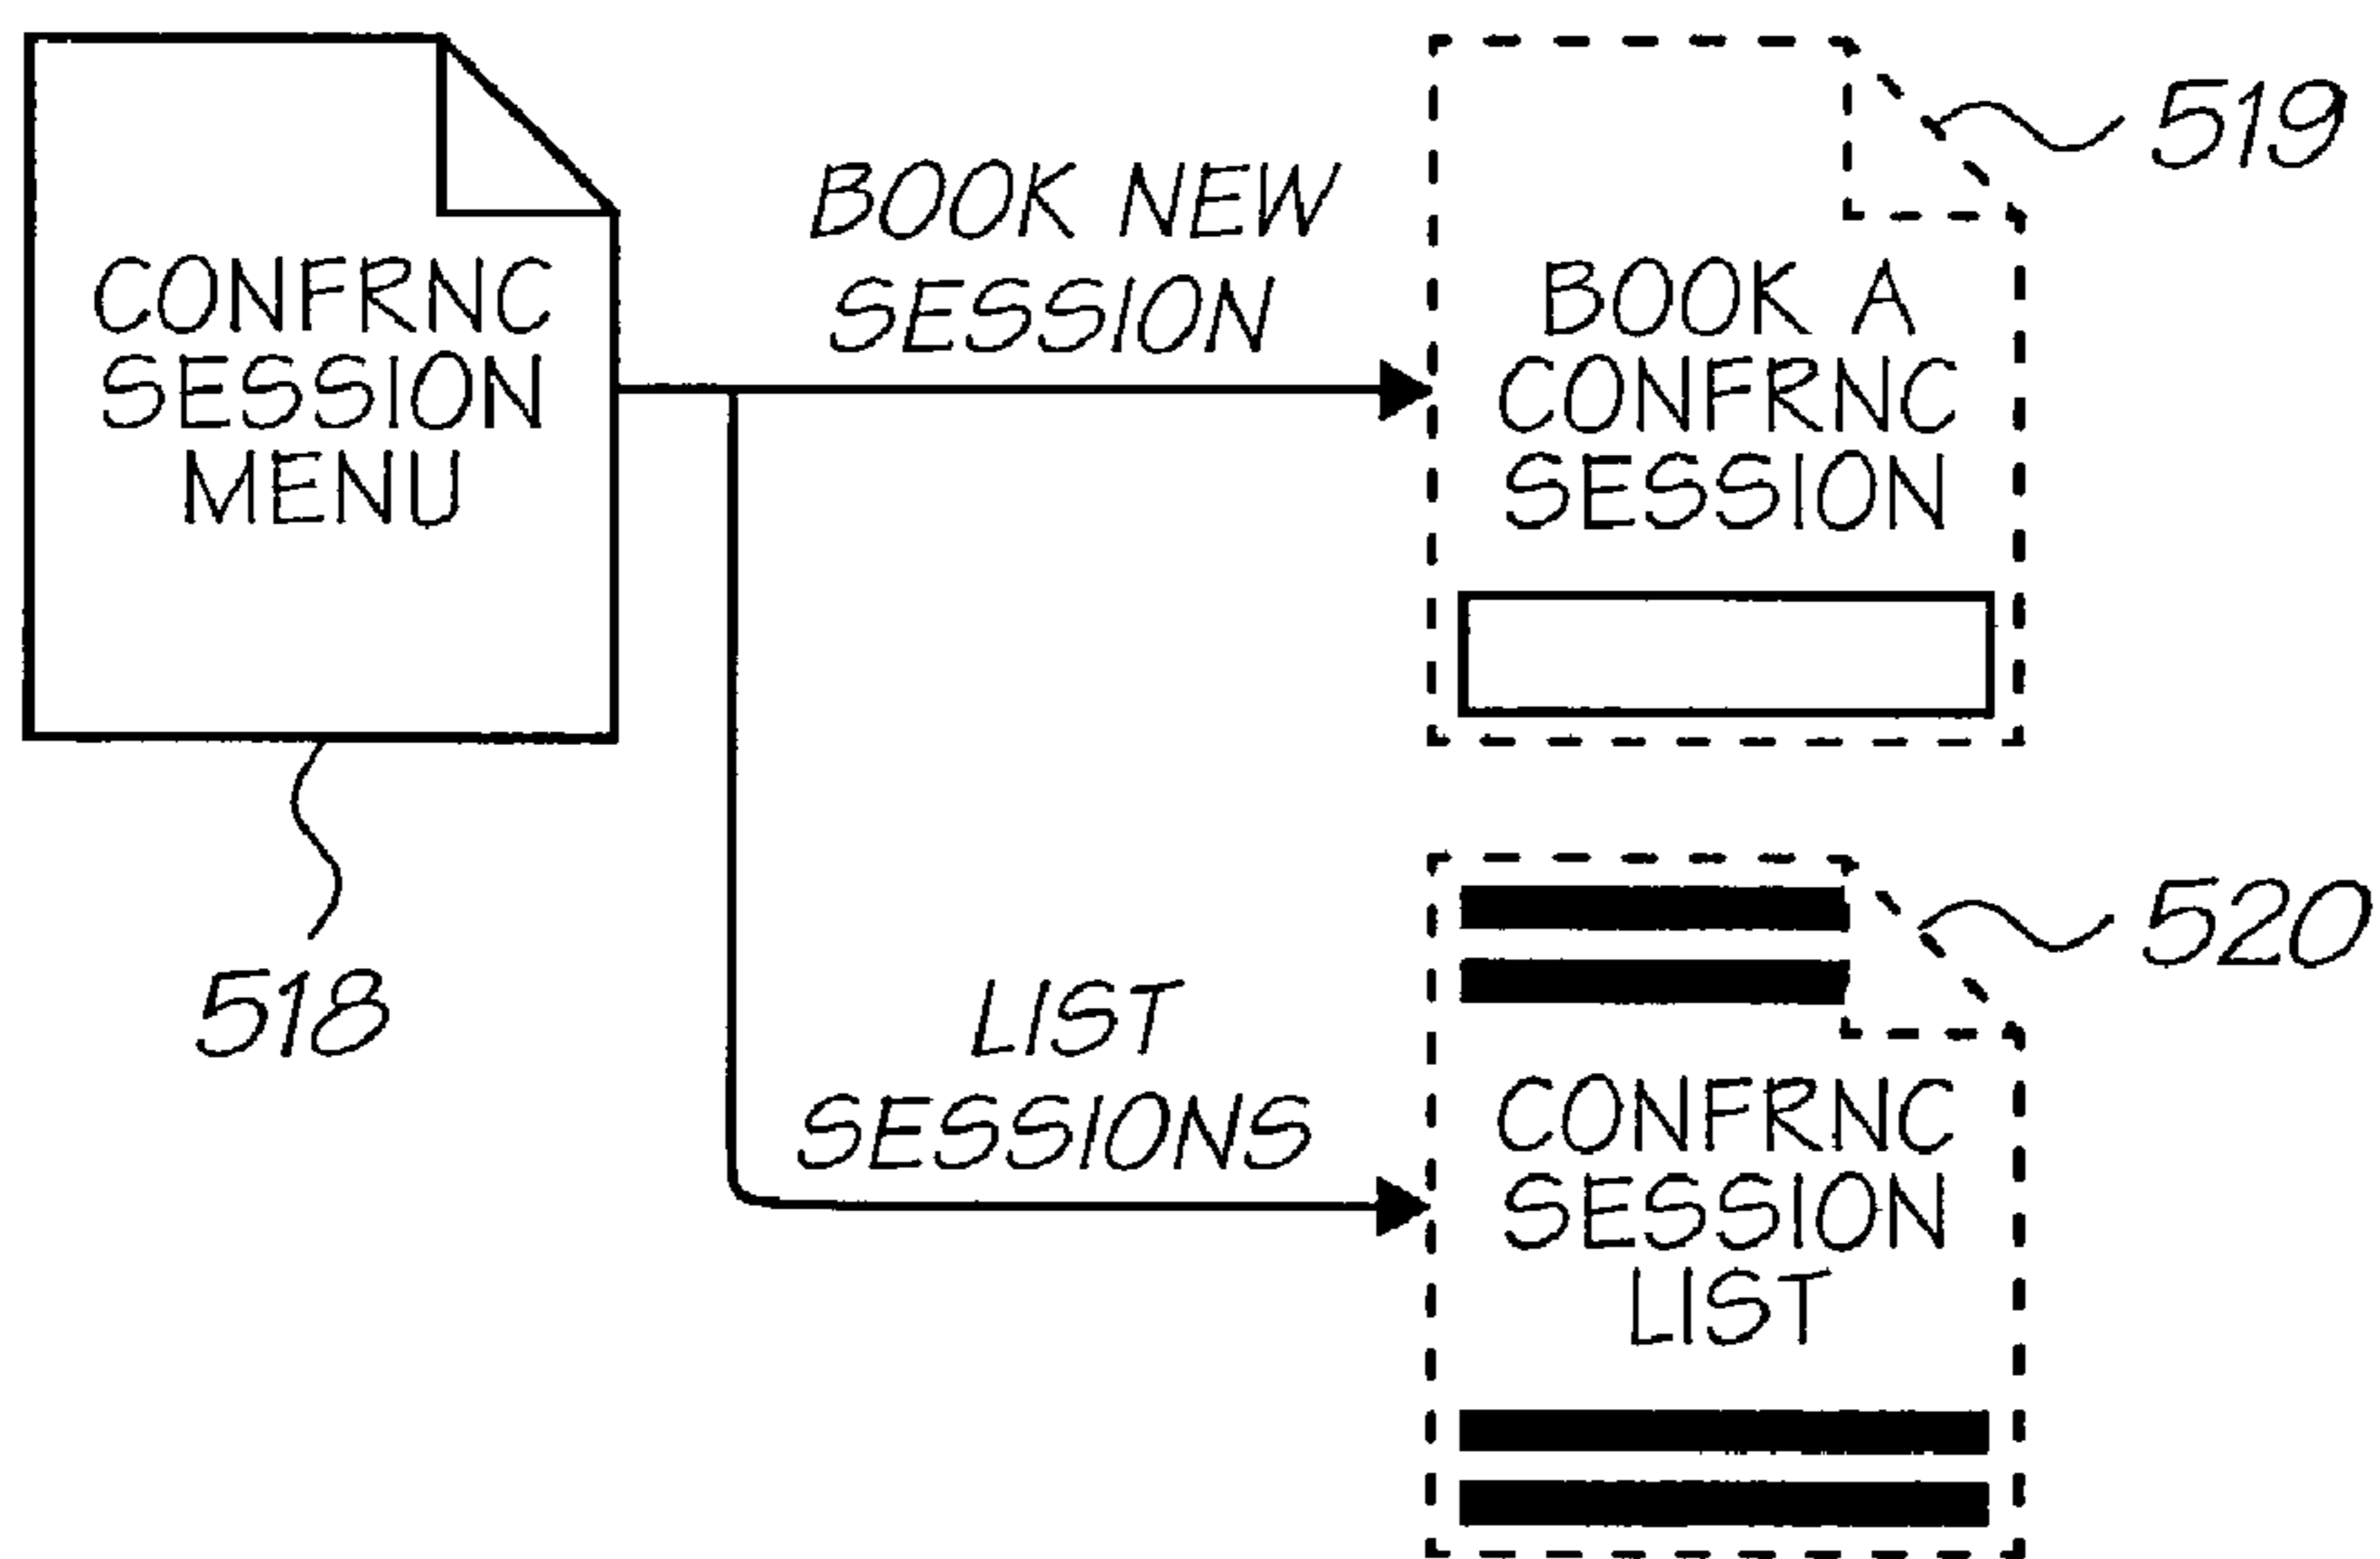 CONFRNC
SESSION
MENU
518
BOOK NEW
SESSION
BOOK A
CONFRNC
SESSION
519
LIST
SESSIONS
CONFRNC
SESSION
LIST
520